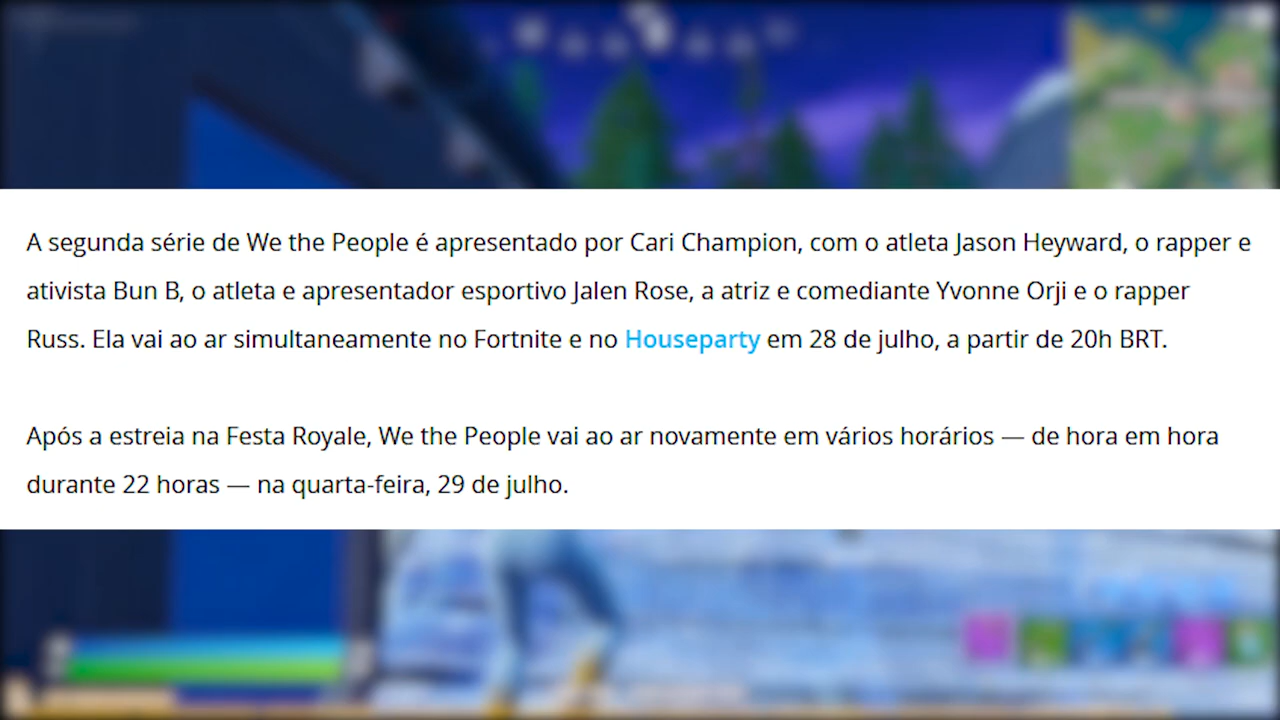 A segunda série de We the People é apresentado por Cari Champion, com o atleta Jason Heyward, o rapper e
ativista Bun B, o atleta e apresentador esportivo Jalen Rose, a atriz e comediante Yvonne Orji e o rapper
Russ. Ela vai ao ar simultaneamente no Fortnite e no Houseparty em 28 de julho, a partir de 20h BRT.
Após a estreia na Festa Royale, We the People vai ao ar novamente em vários horários — de hora em hora
durante 22 horas — na quarta-feira, 29 de julho.